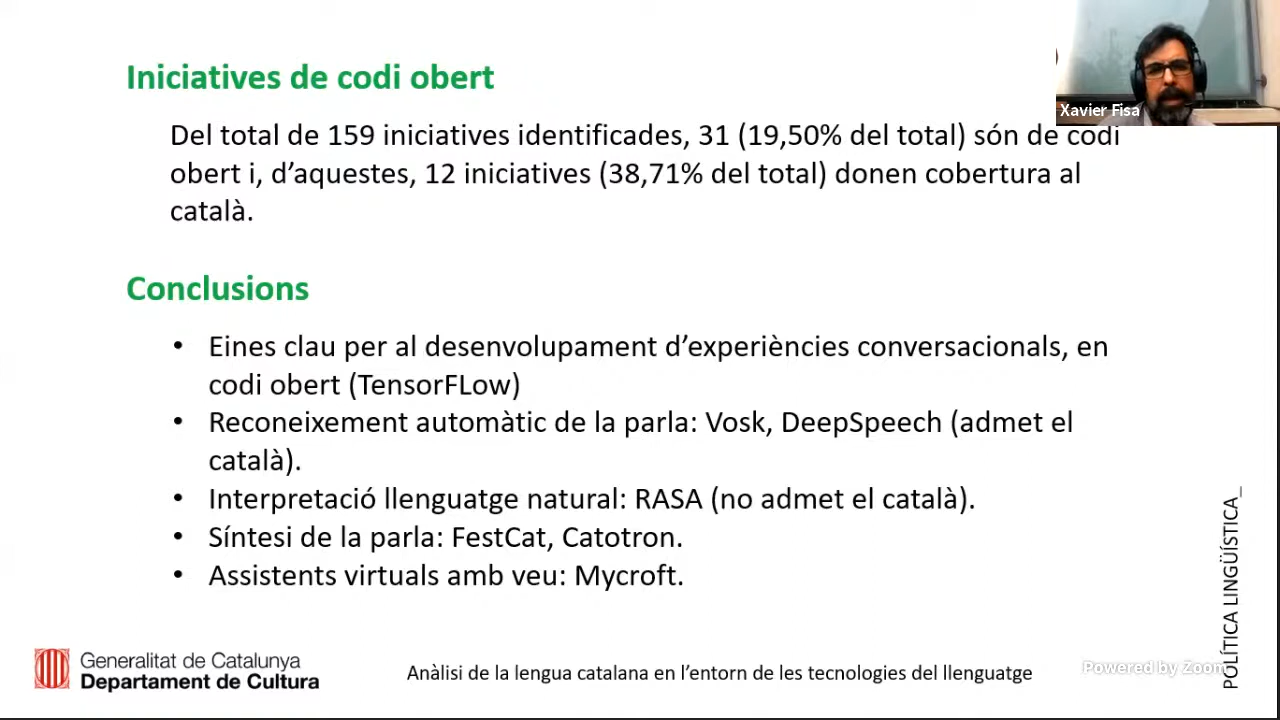 Iniciatives de codi obert
Xavier Fisa
Del total de 159 iniciatives identificades, 31 (19,50% del total) són de codi
obert i, d’aquestes, 12 iniciatives (38,71% del total) donen cobertura al
català.
Conclusions
• Eines clau per al desenvolupament d’experiències conversacionals, en
codi obert (TensorFLow)
• Reconeixement automàtic de la parla: Vosk, DeepSpeech (admet el
català).
• Interpretació llenguatge natural: RASA (no admet el català).
• Síntesi de la parla: FestCat, Catotron.
• Assistents virtuals amb veu: Mycroft.
POLÍTICA LINGÜÍSTICA_
Generalitat de Catalunya
Departament de Cultura
Anàlisi de la lengua catalana en l’entorn de les tecnologies del llenguatge
Powered by Zoom